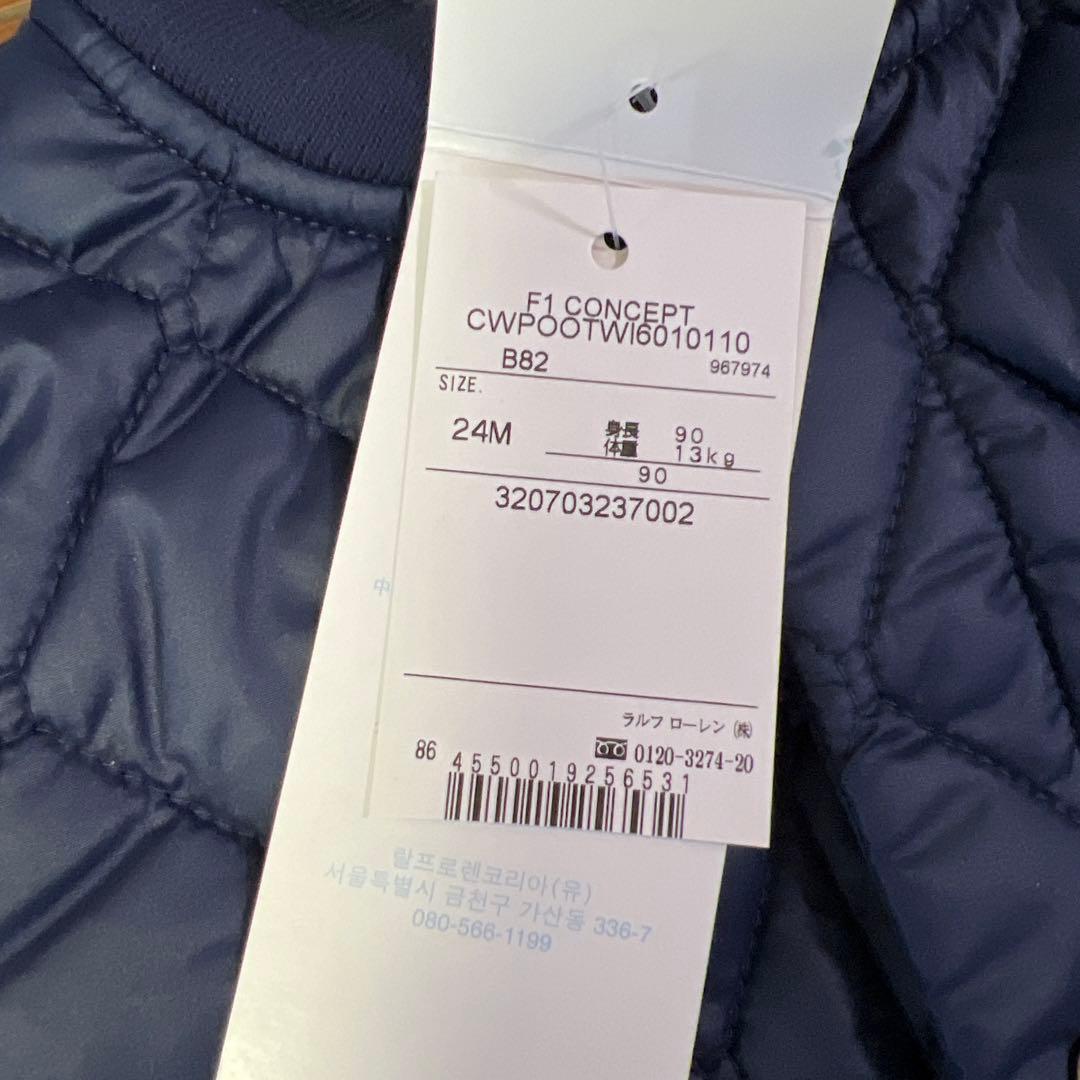 F1 CONCEPT
CWPOOTWI6010110
B82 967974
SIZE.
24M 身長 90
体重 13kg
90
320703237002
中
ラルフ ローレン ㈱
0120-3274-20
86 4550019256531
랄프로렌코리아(유)
서울특별시 금천구 가산동 336-7
080-566-1199